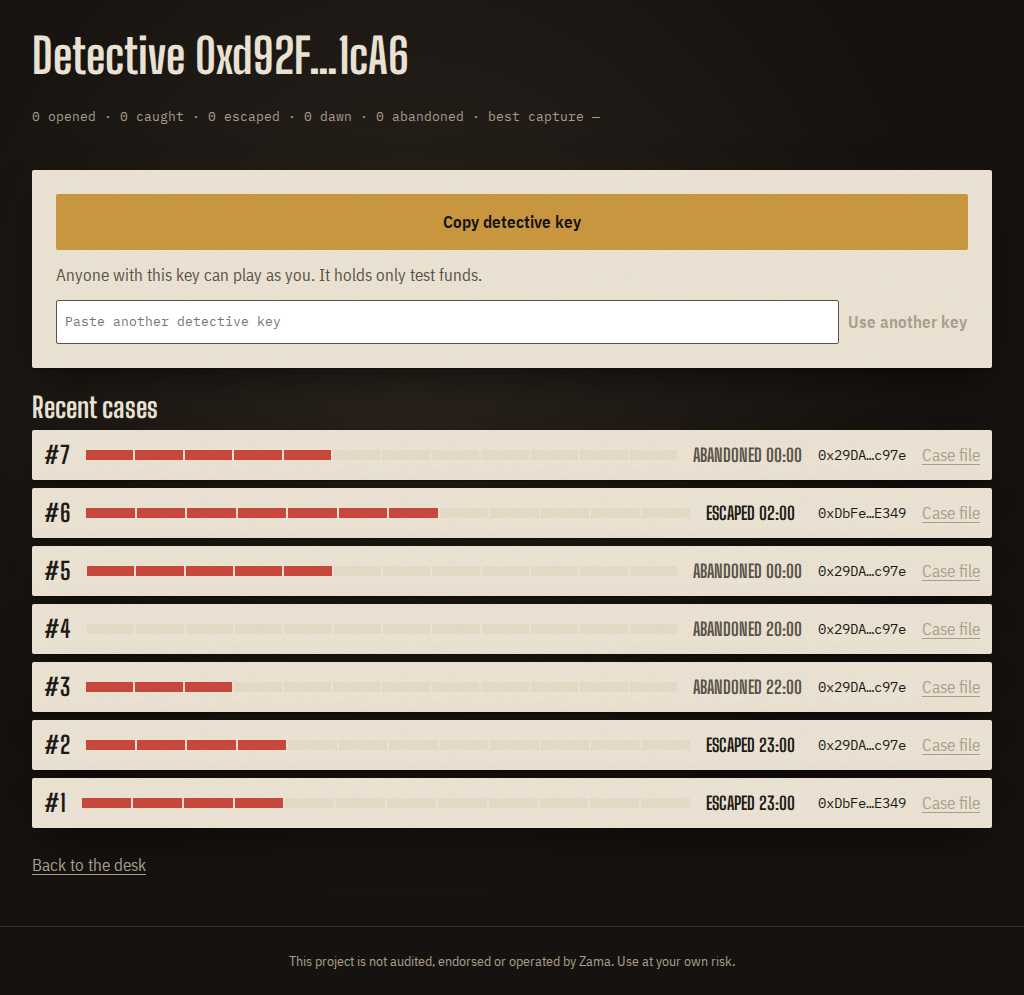 Detective 0xd92F…1cA6
0 opened · 0 caught · 0 escaped · 0 dawn · 0 abandoned · best capture —
Copy detective key
Anyone with this key can play as you. It holds only test funds.
Paste another detective key Use another key
Recent cases
#7 ABANDONED 00:00 0x29DA…c97e Case file
#6 ESCAPED 02:00 0xDbFe…E349 Case file
#5 ABANDONED 00:00 0x29DA…c97e Case file
#4 ABANDONED 20:00 0x29DA…c97e Case file
#3 ABANDONED 22:00 0x29DA…c97e Case file
#2 ESCAPED 23:00 0x29DA…c97e Case file
#1 ESCAPED 23:00 0xDbFe…E349 Case file
Back to the desk
This project is not audited, endorsed or operated by Zama. Use at your own risk.